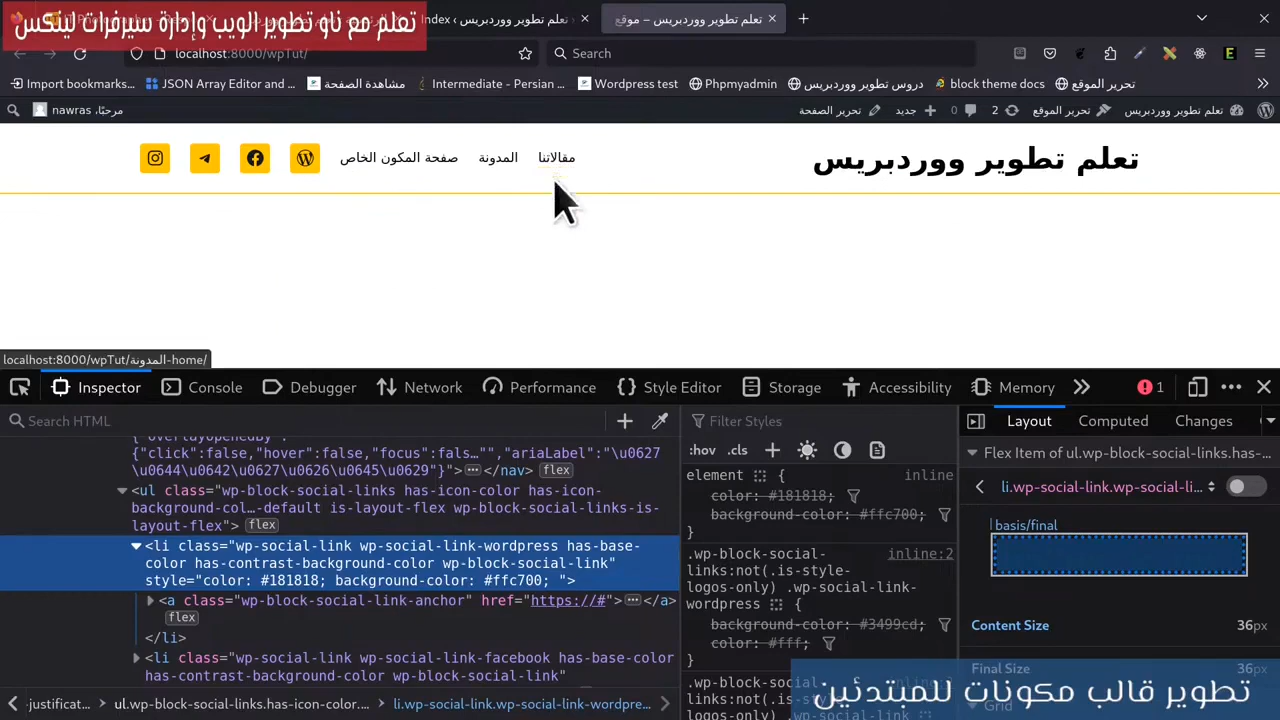 تعلم مع ناو تطوير الويب وإدارة سيرفرات لينكس
Index ‹ تعلم تطوير ووردبريس
تعلم تطوير ووردبريس – موقع
localhost:8000/wpTut/
Search
Import bookmarks...
JSON Array Editor and ...
مشاهدة الصفحة
Intermediate - Persian ...
Wordpress test
Phpmyadmin
دروس تطوير ووردبريس
block theme docs
تحرير الموقع
مرحبًا، nawras
تحرير الصفحة
جديد
0
2
تحرير الموقع
تعلم تطوير ووردبريس
تعلم تطوير ووردبريس
مقالاتنا
المدونة
صفحة المكون الخاص
localhost:8000/wpTut/المدونة-home/
Inspector
Console
Debugger
Network
Performance
Style Editor
Storage
Accessibility
Memory
1
Search HTML
{"overlayOpenedBy":
{"click":false,"hover":false,"focus":fals…"","ariaLabel":"\u0627
\u0644\u0642\u0627\u0626\u0645\u0629"}"> </nav> flex
<ul class="wp-block-social-links has-icon-color has-icon-
background-co…-default is-layout-flex wp-block-social-links-is-
layout-flex"> flex
<li class="wp-social-link wp-social-link-wordpress has-base-
color has-contrast-background-color wp-block-social-link"
style="color: #181818; background-color: #ffc700; ">
<a class="wp-block-social-link-anchor" href="https://#"> </a>
flex
</li>
<li class="wp-social-link wp-social-link-facebook has-base-color
has-contrast-background-color wp-block-social-link"
-justificat...
ul.wp-block-social-links.has-icon-color....
li.wp-social-link.wp-social-link-wordpre...
Filter Styles
:hov .cls
element { inline
color: #181818;
background-color: #ffc700;
}
.wp-block-social- inline:2
links:not(.is-style-
logos-only) .wp-social-link-
wordpress {
background-color: #3499cd;
color: #fff;
}
.wp-block-social-
links:not(.is-style-
Layout
Computed
Changes
Flex Item of ul.wp-block-social-links.has-...
li.wp-social-link.wp-social-li...
basis/final
Content Size 36px
Final Size 36px
Grid
تطوير قالب مكونات للمبتدئين